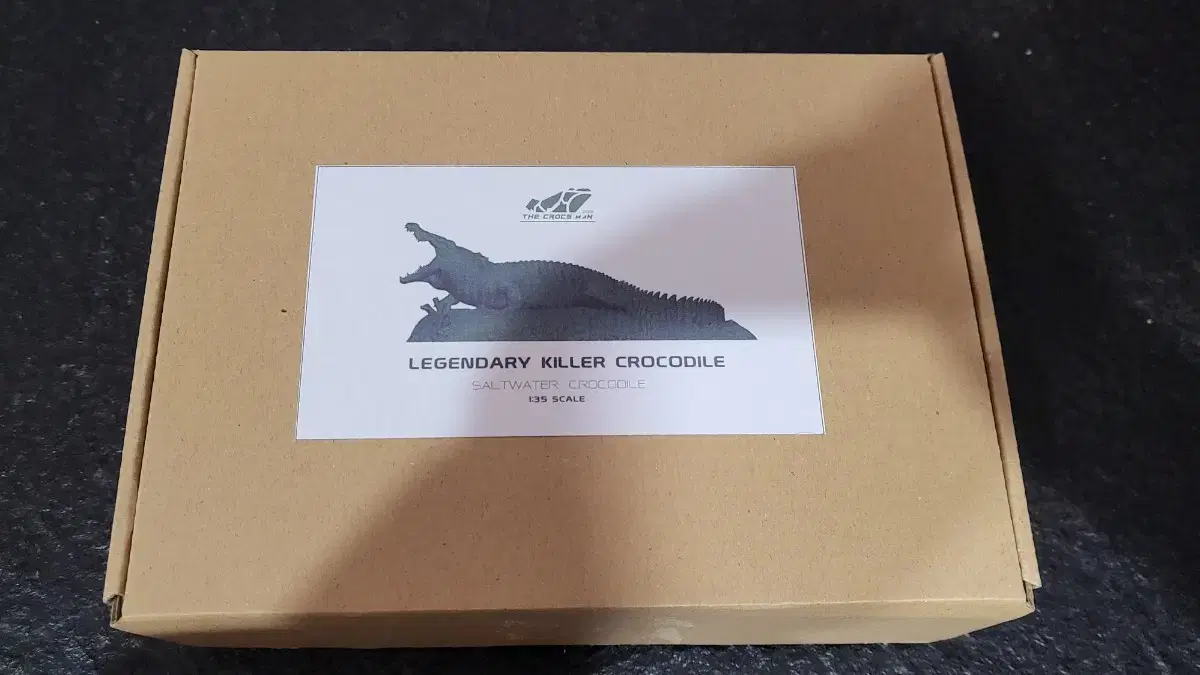 THE CROCS MAN
LEGENDARY KILLER CROCODILE
SALTWATER CROCODILE
1:35 SCALE